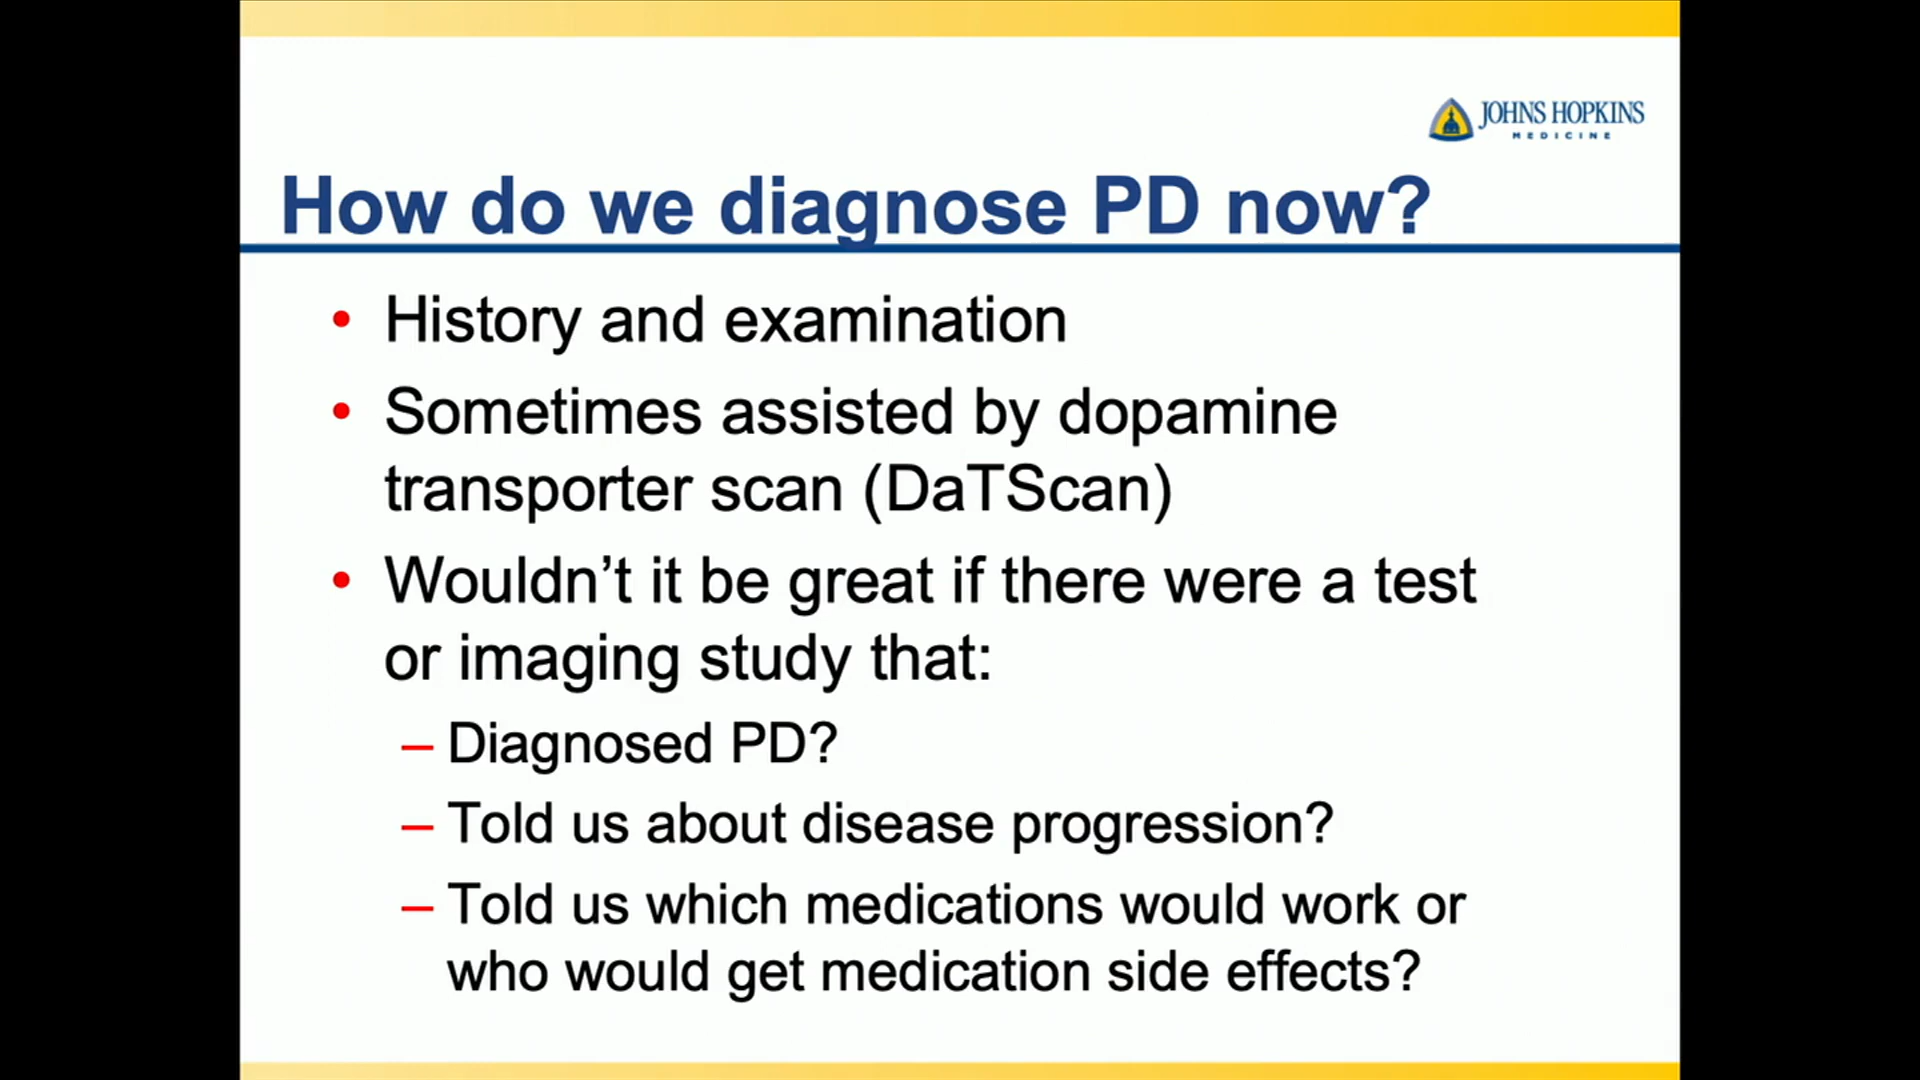 JOHNS HOPKINS
MEDICINE
How do we diagnose PD now?
• History and examination
• Sometimes assisted by dopamine
transporter scan (DaTScan)
• Wouldn’t it be great if there were a test
or imaging study that:
– Diagnosed PD?
– Told us about disease progression?
– Told us which medications would work or
who would get medication side effects?